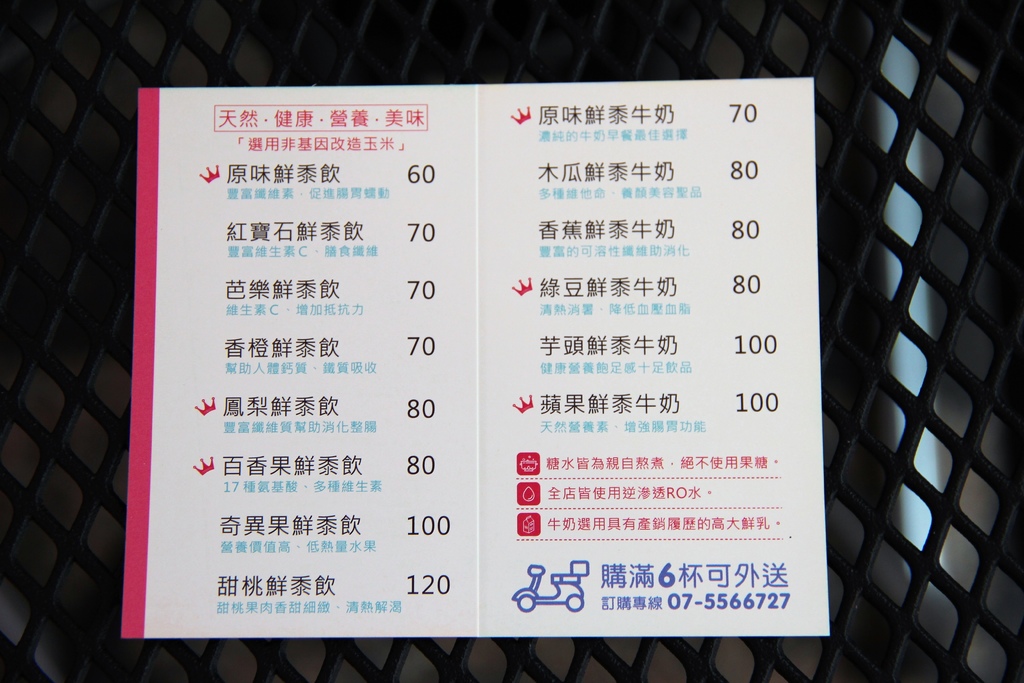 天然·健康·營養·美味
「選用非基因改造玉米」
原味鮮黍飲 60
豐富纖維素、促進腸胃蠕動
紅寶石鮮黍飲 70
豐富維生素C、膳食纖維
芭樂鮮黍飲 70
維生素C、增加抵抗力
香橙鮮黍飲 70
幫助人體鈣質、鐵質吸收
鳳梨鮮黍飲 80
豐富纖維質幫助消化整腸
百香果鮮黍飲 80
17種氨基酸、多種維生素
奇異果鮮黍飲 100
營養價值高、低熱量水果
甜桃鮮黍飲 120
甜桃果肉香甜細緻、清熱解渴
原味鮮黍牛奶 70
濃純的牛奶早餐最佳選擇
木瓜鮮黍牛奶 80
多種維他命、養顏美容聖品
香蕉鮮黍牛奶 80
豐富的可溶性纖維助消化
綠豆鮮黍牛奶 80
清熱消暑、降低血壓血脂
芋頭鮮黍牛奶 100
健康營養飽足感十足飲品
蘋果鮮黍牛奶 100
天然營養素、增強腸胃功能
糖水皆為親自熬煮，絕不使用果糖。
全店皆使用逆滲透RO水。
牛奶選用具有產銷履歷的高大鮮乳。
購滿6杯可外送
訂購專線 07-5566727